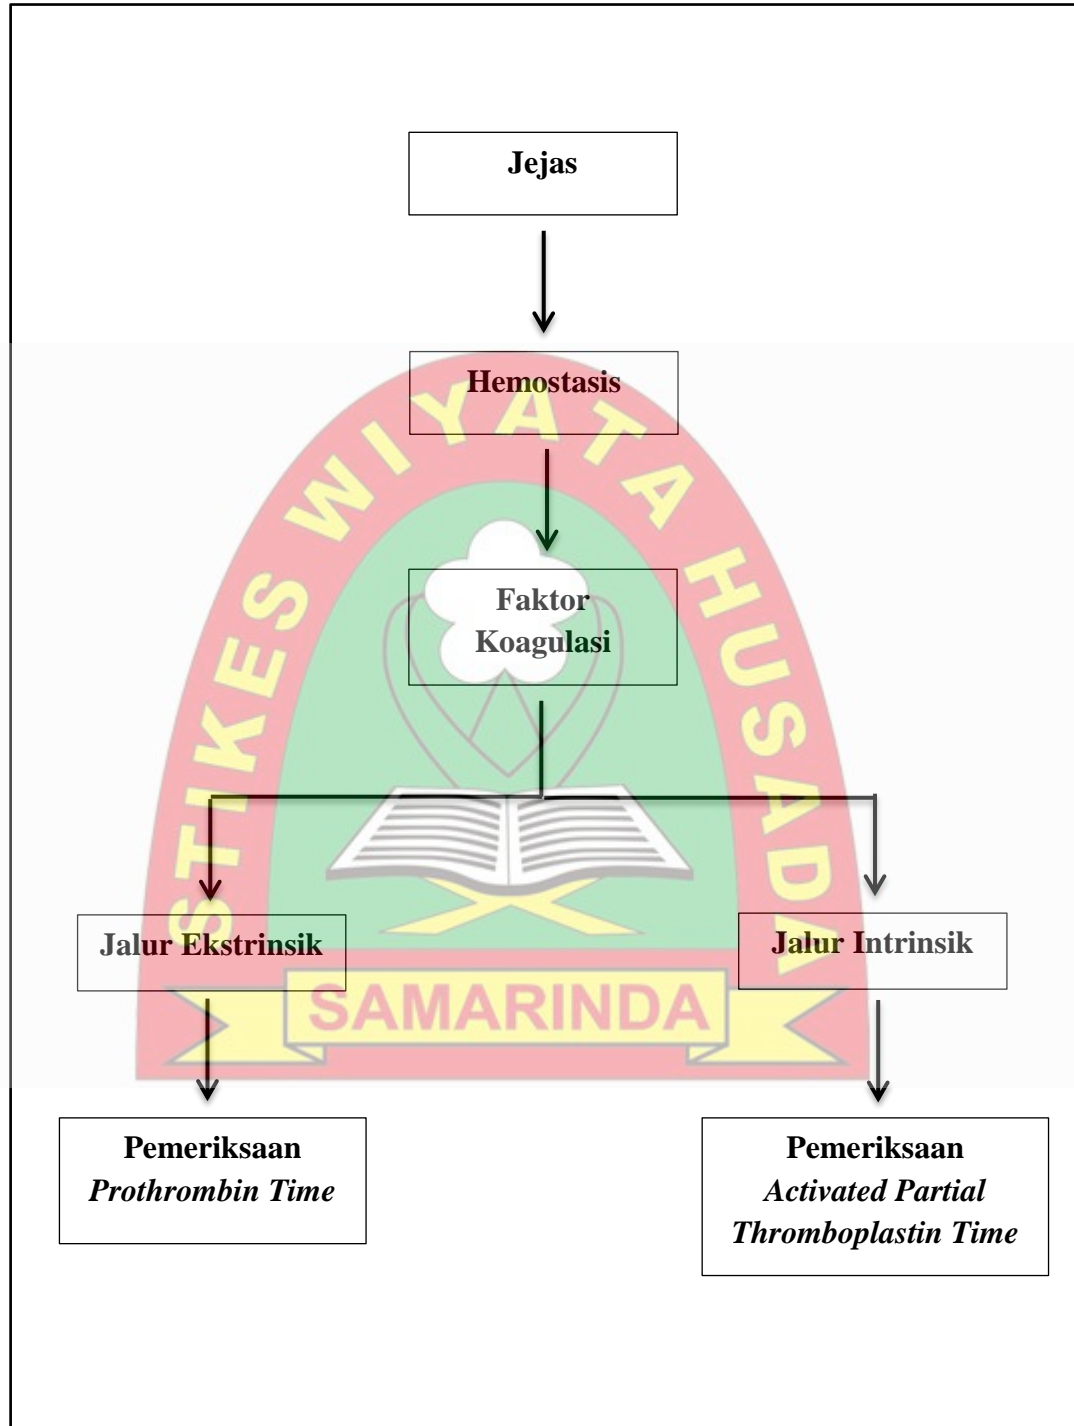 Jejas
Hemostasis
STIKES WIYATA HUSADA
Faktor
Koagulasi
Jalur Ekstrinsik
Jalur Intrinsik
SAMARINDA
Pemeriksaan
Prothrombin Time
Pemeriksaan
Activated Partial
Thromboplastin Time